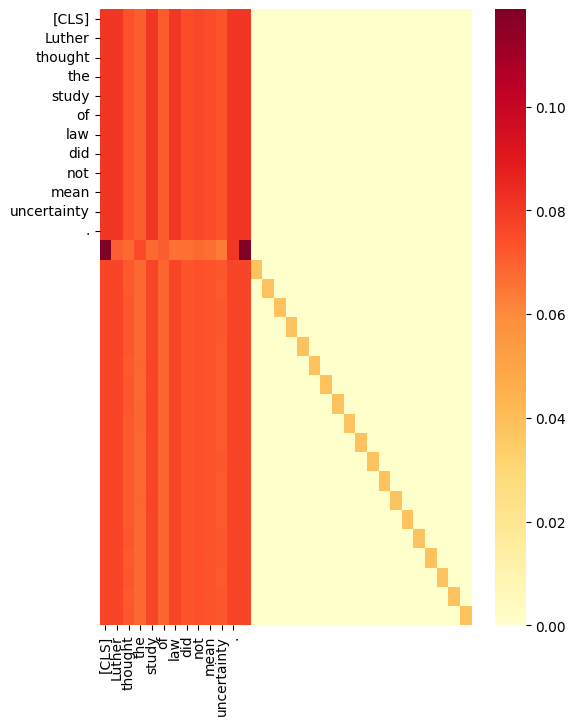 [CLS]
Luther
thought
the
study
of
law
did
not
mean
uncertainty
.
0.10
0.08
0.06
0.04
0.02
0.00
[CLS]
Luther
thought
the
study
of
law
did
not
mean
uncertainty
.